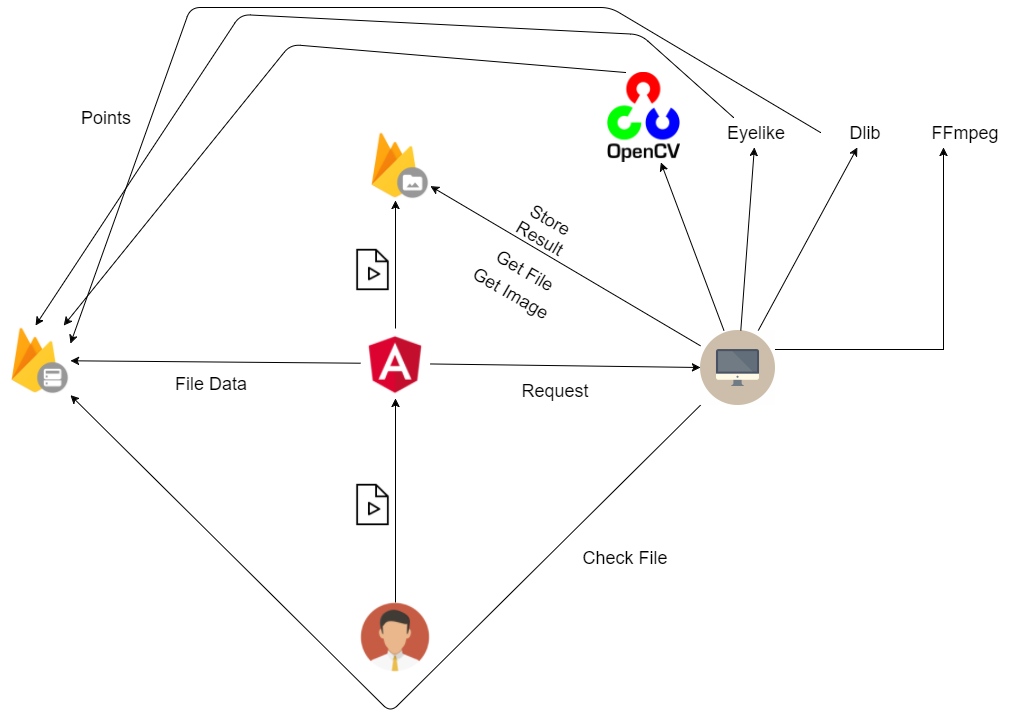 Points
OpenCV
Eyelike
Dlib
FFmpeg
Store
Result
Get File
Get Image
File Data
A
Request
Check File